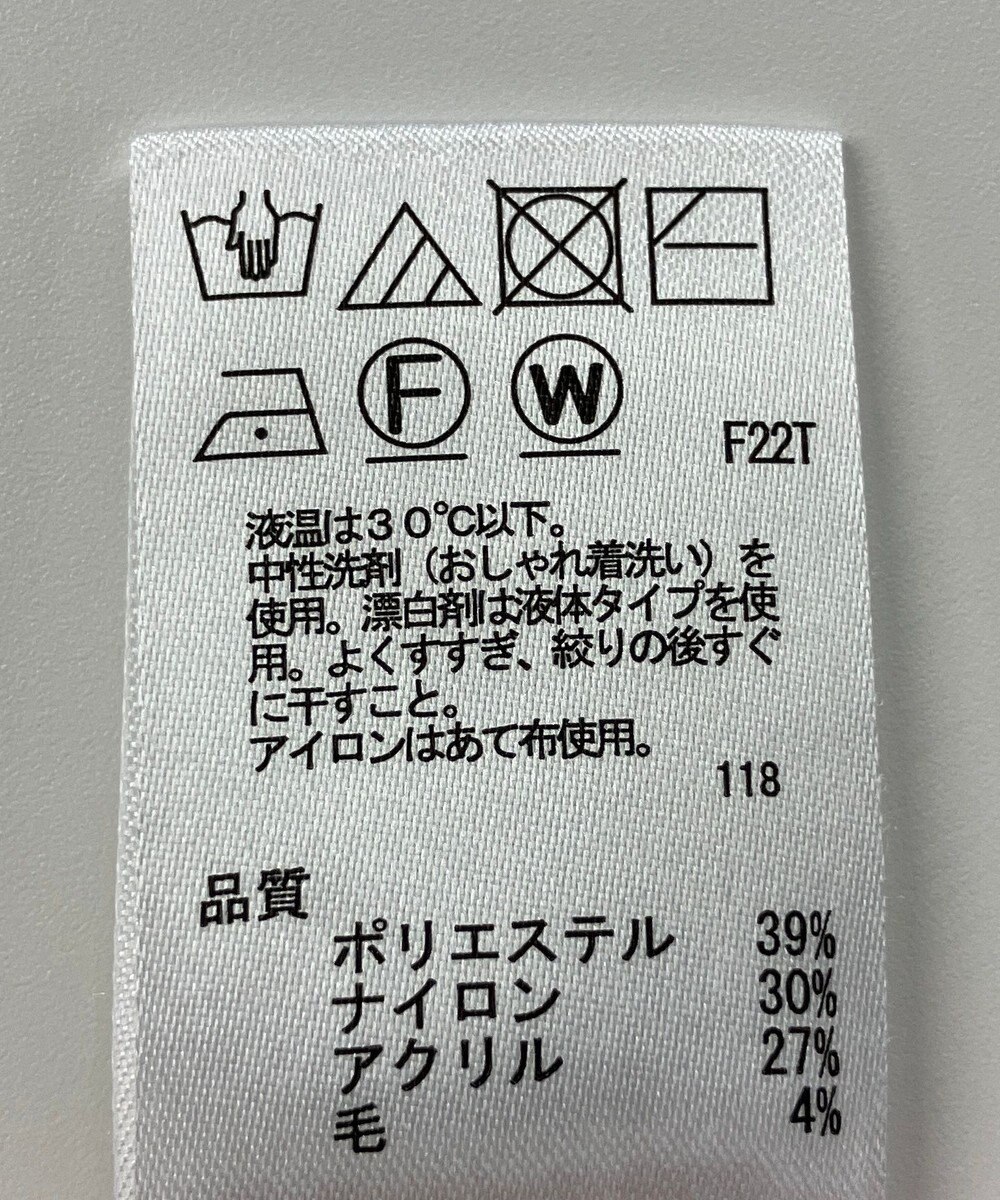 F W F22T
液温は３０℃以下。
中性洗剤（おしゃれ着洗い）を
使用。漂白剤は液体タイプを使
用。よくすすぎ、絞りの後すぐ
に干すこと。
アイロンはあて布使用。
118
品質
ポリエステル 39%
ナイロン 30%
アクリル 27%
毛 4%